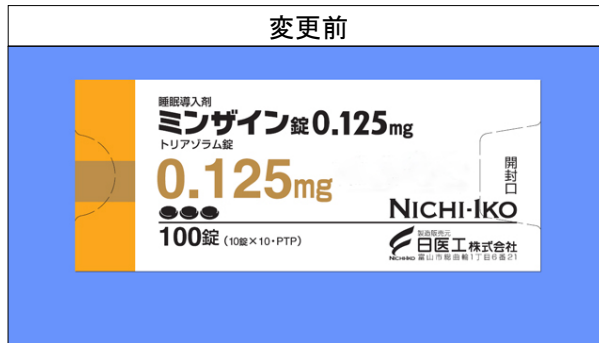 変更前
睡眠導入剤
ミンザイン錠0.125mg
トリアゾラム錠
0.125mg
開封口
NICHI-IKO
100錠 (10錠×10・PTP)
製造販売元
日医工株式会社
NICHI-IKO 富山市総曲輪1丁目6番21